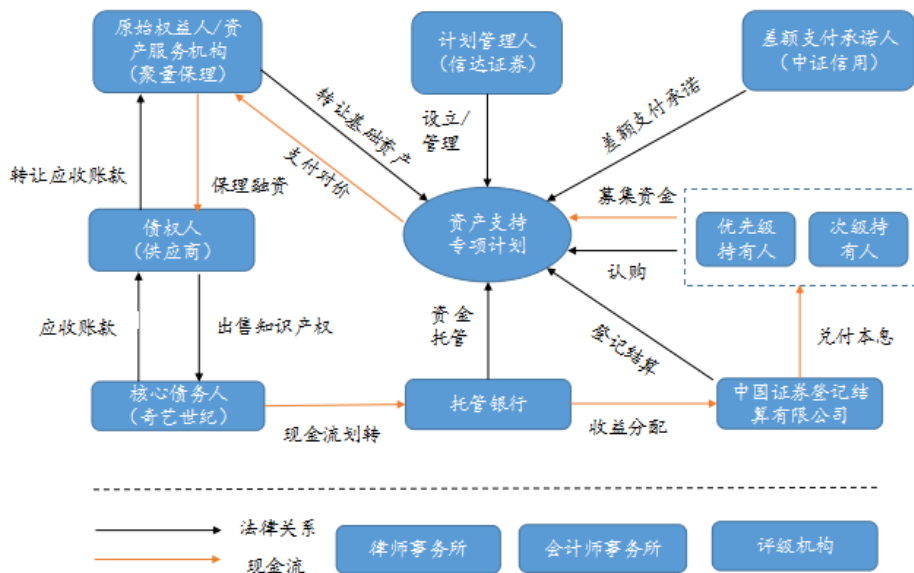 原始权益人/资
产服务机构
（聚量保理）
计划管理人
（信达证券）
差额支付承诺人
（中证信用）
转让基础资产
支付对价
设立/
管理
差额支付承诺
转让应收账款
保理融资
募集资金
债权人
（供应商）
资产支持
专项计划
优先级
持有人
次级持
有人
认购
应收账款
出售知识产权
资金
托管
登记结算
兑付本息
核心债务人
（奇艺世纪）
现金流划转
托管银行
收益分配
中国证券登记结
算有限公司
法律关系
现金流
律师事务所
会计师事务所
评级机构